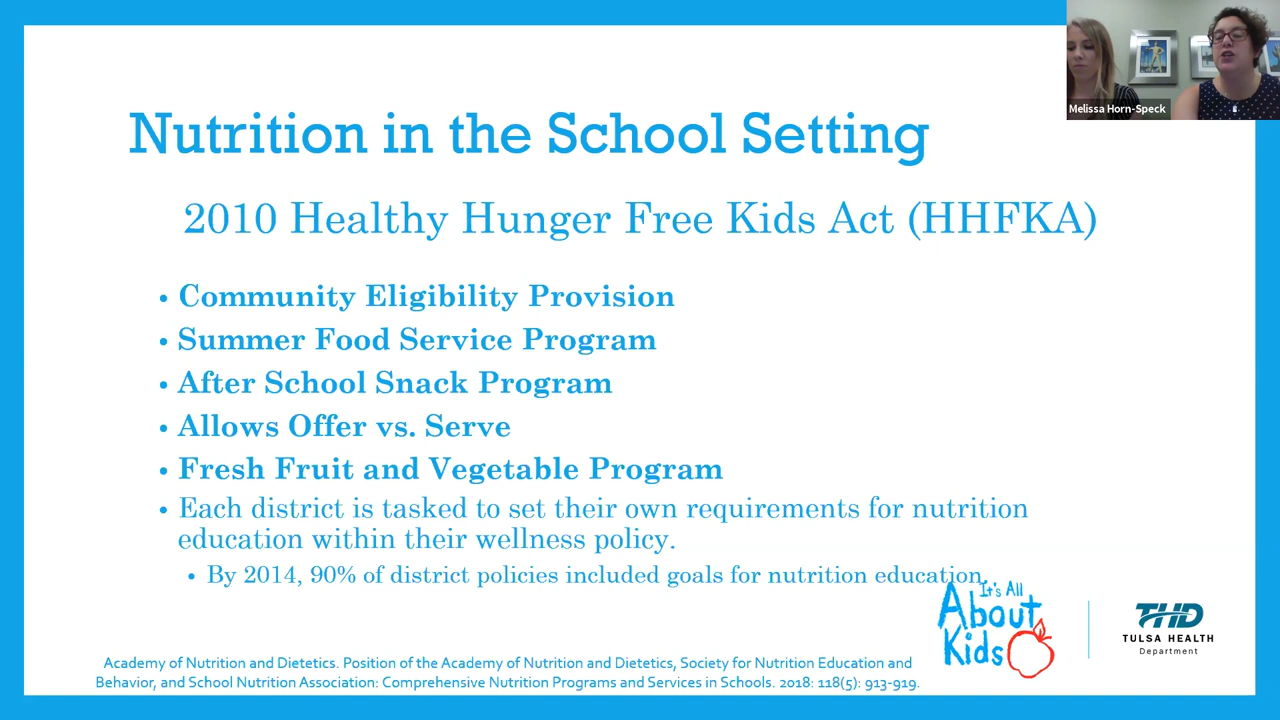 Melissa Horn-Speck
Nutrition in the School Setting
2010 Healthy Hunger Free Kids Act (HHFKA)
• Community Eligibility Provision
• Summer Food Service Program
• After School Snack Program
• Allows Offer vs. Serve
• Fresh Fruit and Vegetable Program
• Each district is tasked to set their own requirements for nutrition
education within their wellness policy.
• By 2014, 90% of district policies included goals for nutrition education.
It's All
About
Kids
THD
TULSA HEALTH
Department
Academy of Nutrition and Dietetics. Position of the Academy of Nutrition and Dietetics, Society for Nutrition Education and
Behavior, and School Nutrition Association: Comprehensive Nutrition Programs and Services in Schools. 2018: 118(5): 913-919.